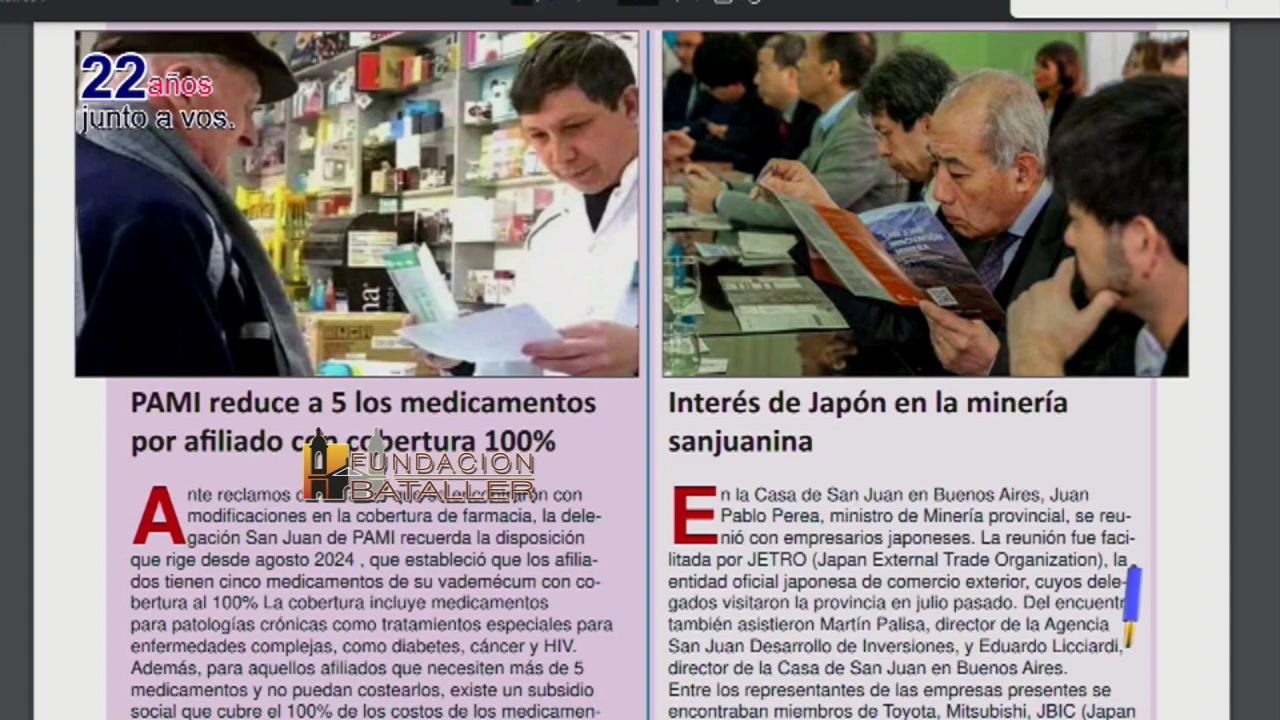 22 años
junto a vos.
INNOVACIÓN
MINERA
PAMI reduce a 5 los medicamentos
por afiliado con cobertura 100%
FUNDACION
BATALLER
Ante reclamos con
modificaciones en la cobertura de farmacia, la dele-
gación San Juan de PAMI recuerda la disposición
que rige desde agosto 2024 , que estableció que los afilia-
dos tienen cinco medicamentos de su vademécum con co-
bertura al 100% La cobertura incluye medicamentos
para patologías crónicas como tratamientos especiales para
enfermedades complejas, como diabetes, cáncer y HIV.
Además, para aquellos afiliados que necesiten más de 5
medicamentos y no puedan costearlos, existe un subsidio
social que cubre el 100% de los costos de los medicamen-
Interés de Japón en la minería
sanjuanina
En la Casa de San Juan en Buenos Aires, Juan
Pablo Perea, ministro de Minería provincial, se reu-
nió con empresarios japoneses. La reunión fue faci-
litada por JETRO (Japan External Trade Organization), la
entidad oficial japonesa de comercio exterior, cuyos dele-
gados visitaron la provincia en julio pasado. Del encuentr
también asistieron Martín Palisa, director de la Agencia
San Juan Desarrollo de Inversiones, y Eduardo Licciardi,
director de la Casa de San Juan en Buenos Aires.
Entre los representantes de las empresas presentes se
encontraban miembros de Toyota, Mitsubishi, JBIC (Japan